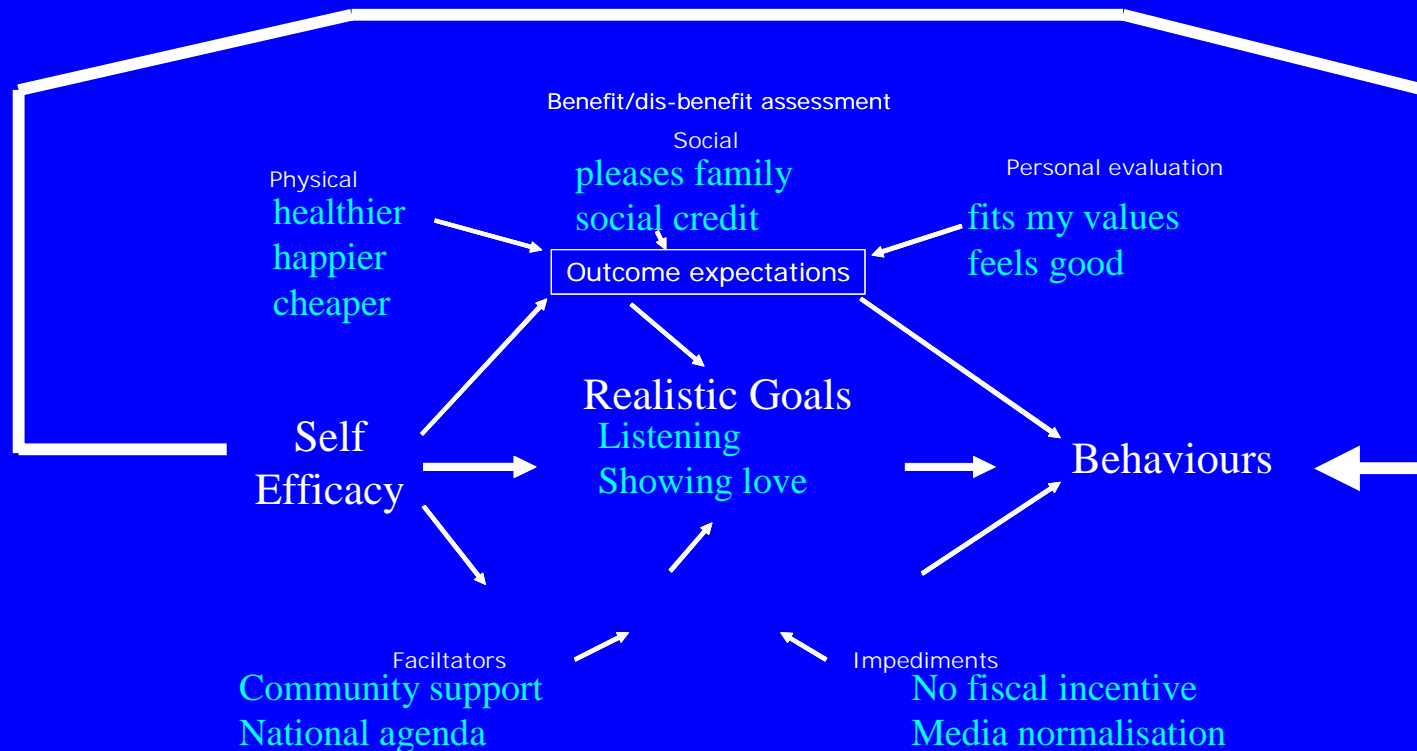 Benefit/dis-benefit assessment
Social
pleases family
social credit
Physical
healthier
happier
cheaper
Personal evaluation
fits my values
feels good
Outcome expectations
Realistic Goals
Listening
Showing love
Self
Efficacy
Behaviours
Faciltators
Community support
National agenda
Impediments
No fiscal incentive
Media normalisation